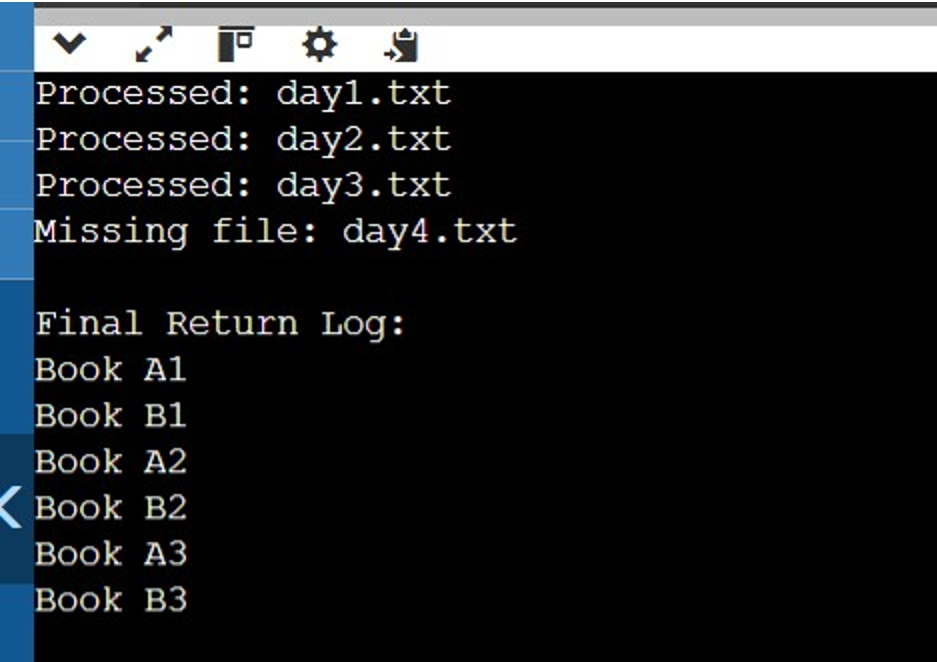 Processed: day1.txt
Processed: day2.txt
Processed: day3.txt
Missing file: day4.txt

Final Return Log:
Book A1
Book B1
Book A2
Book B2
Book A3
Book B3